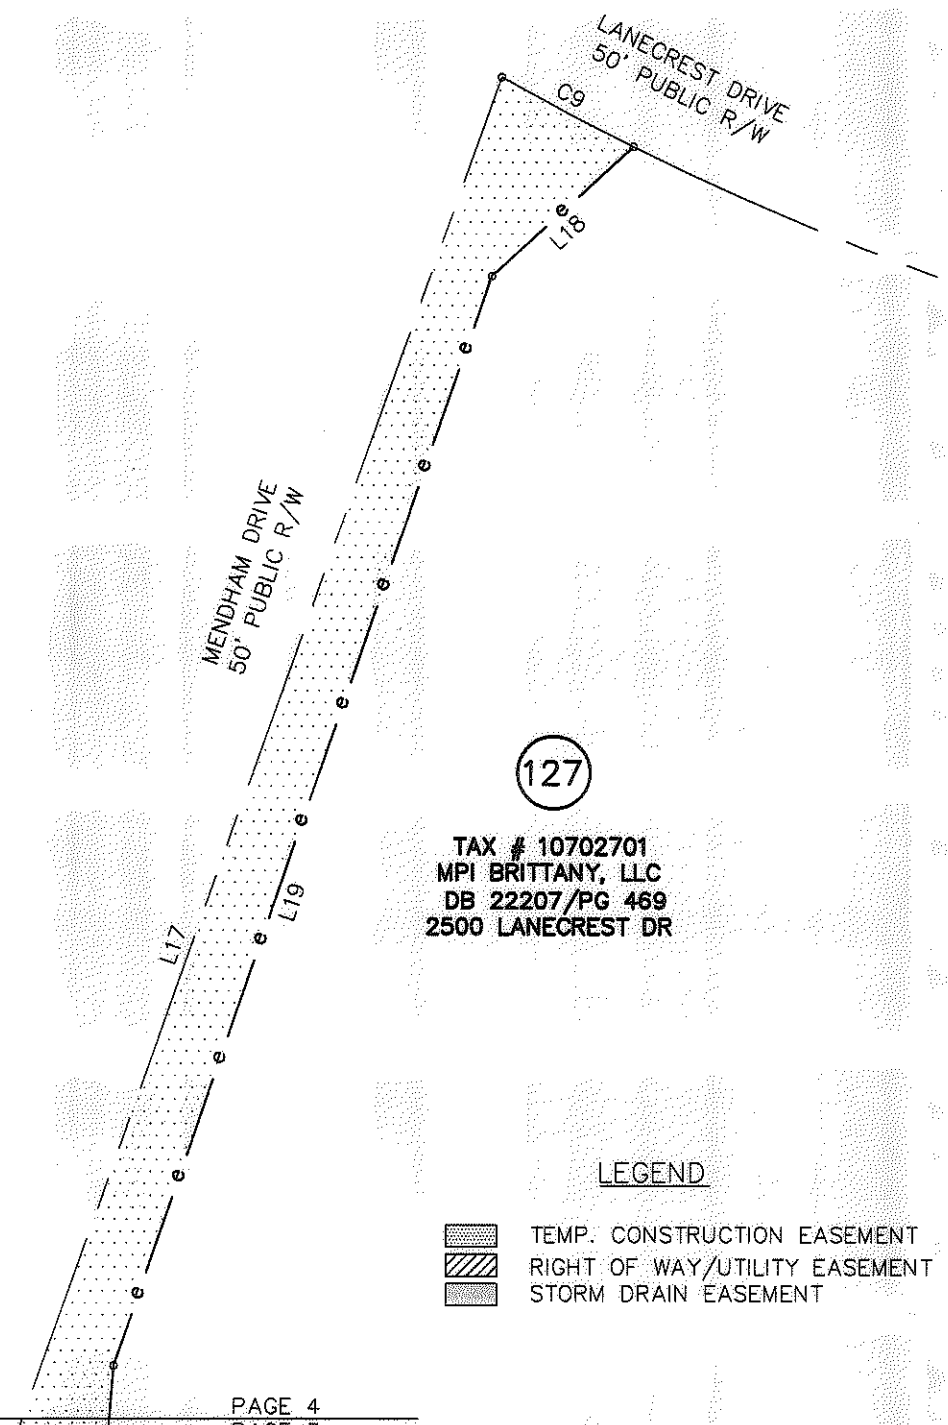 LANECREST DRIVE
50' PUBLIC R/W
C9
e
L18
e
e
MENDHAM DRIVE
50' PUBLIC R/W
e
e
127
e
TAX # 10702701
MPI BRITTANY, LLC
DB 22207/PG 469
2500 LANECREST DR
L19
e
L17
e
e
LEGEND
TEMP. CONSTRUCTION EASEMENT
RIGHT OF WAY/UTILITY EASEMENT
STORM DRAIN EASEMENT
e
PAGE 4